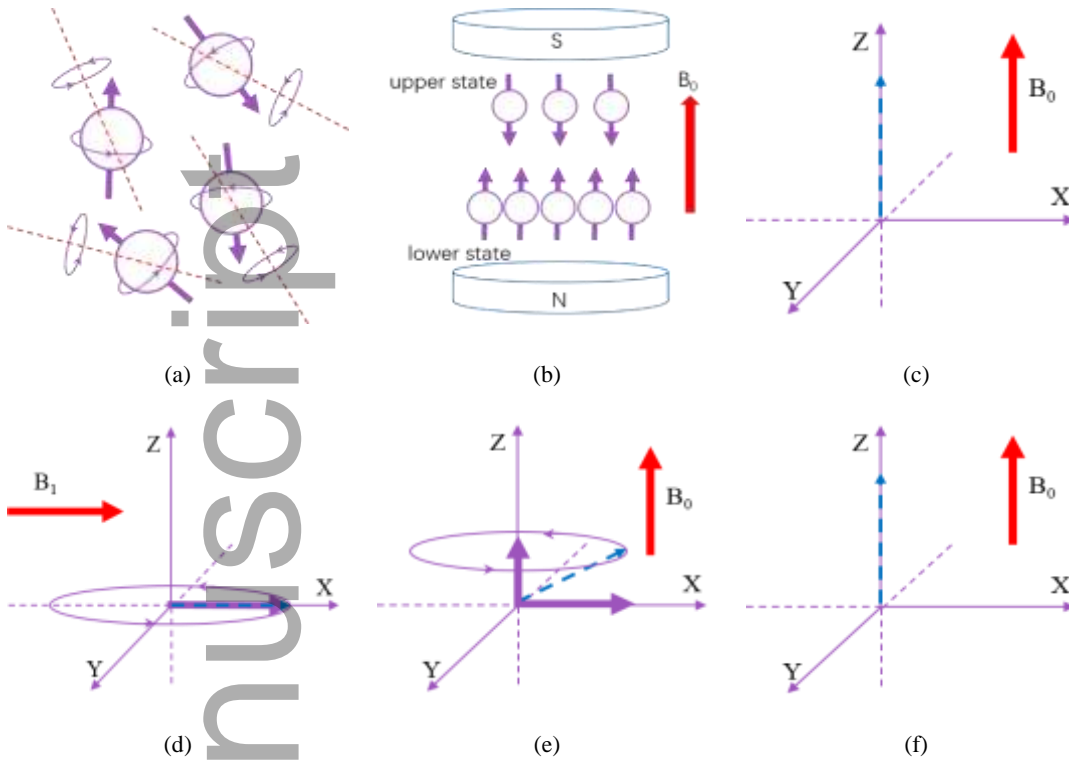 S
upper state
B₀
lower state
N
Z
B₀
X
Y
(a)
(b)
(c)
Z
B₁
X
Y
Z
B₀
X
Y
Z
B₀
X
Y
(d)
(e)
(f)
nuscript